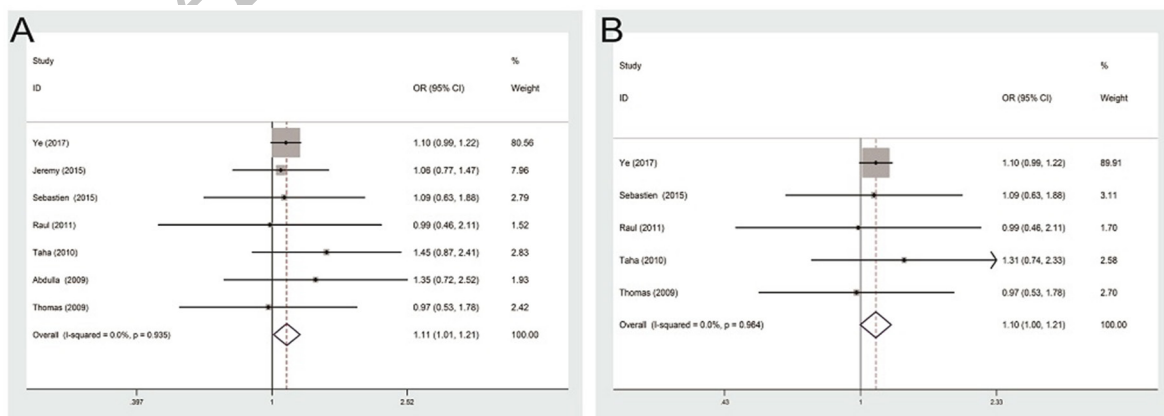 A
Study %
ID OR (95% CI) Weight
Ye (2017) 1.10 (0.99, 1.22) 80.56
Jeremy (2015) 1.06 (0.77, 1.47) 7.96
Sebastien (2015) 1.09 (0.63, 1.88) 2.79
Raul (2011) 0.99 (0.46, 2.11) 1.52
Taha (2010) 1.45 (0.87, 2.41) 2.83
Abdulla (2009) 1.35 (0.72, 2.52) 1.93
Thomas (2009) 0.97 (0.53, 1.78) 2.42
Overall (I-squared = 0.0%, p = 0.935) 1.11 (1.01, 1.21) 100.00
.397 1 2.52
B
Study %
ID OR (95% CI) Weight
Ye (2017) 1.10 (0.99, 1.22) 89.91
Sebastien (2015) 1.09 (0.63, 1.88) 3.11
Raul (2011) 0.99 (0.46, 2.11) 1.70
Taha (2010) 1.31 (0.74, 2.33) 2.58
Thomas (2009) 0.97 (0.53, 1.78) 2.70
Overall (I-squared = 0.0%, p = 0.964) 1.10 (1.00, 1.21) 100.00
.43 1 2.33